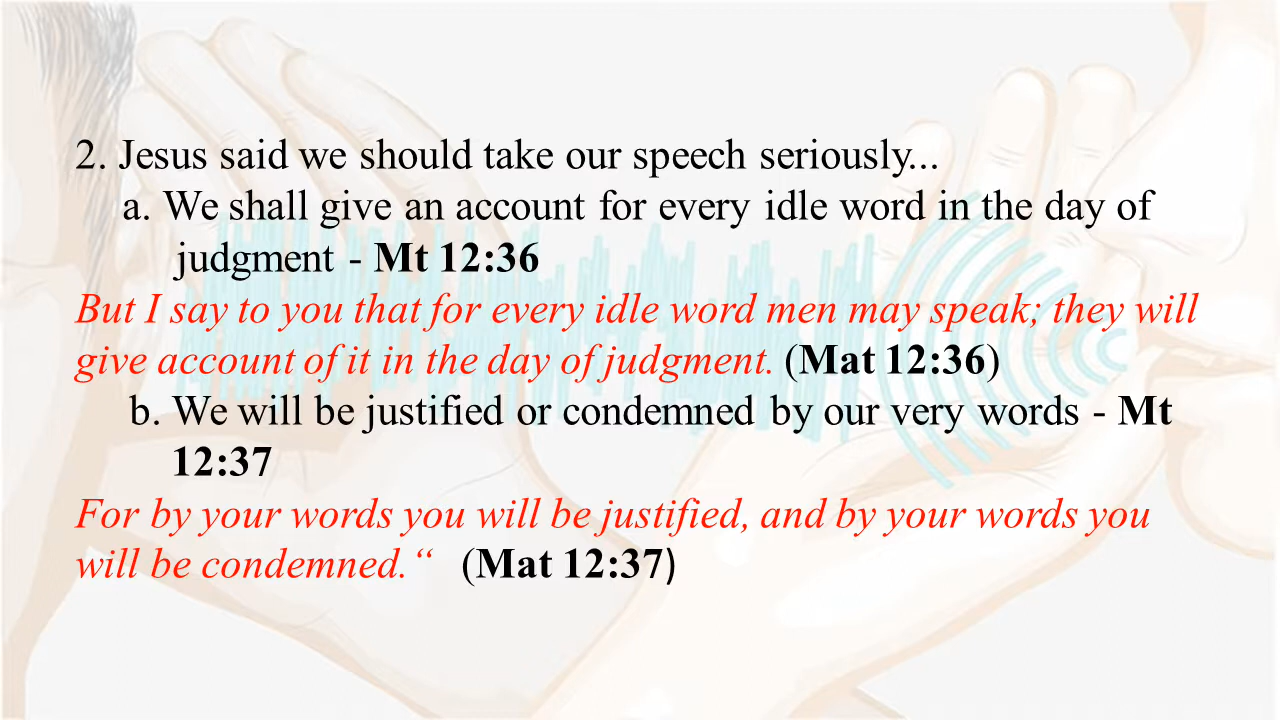 2. Jesus said we should take our speech seriously...
a. We shall give an account for every idle word in the day of
judgment - Mt 12:36
But I say to you that for every idle word men may speak; they will
give account of it in the day of judgment. (Mat 12:36)
b. We will be justified or condemned by our very words - Mt
12:37
For by your words you will be justified, and by your words you
will be condemned.“ (Mat 12:37)